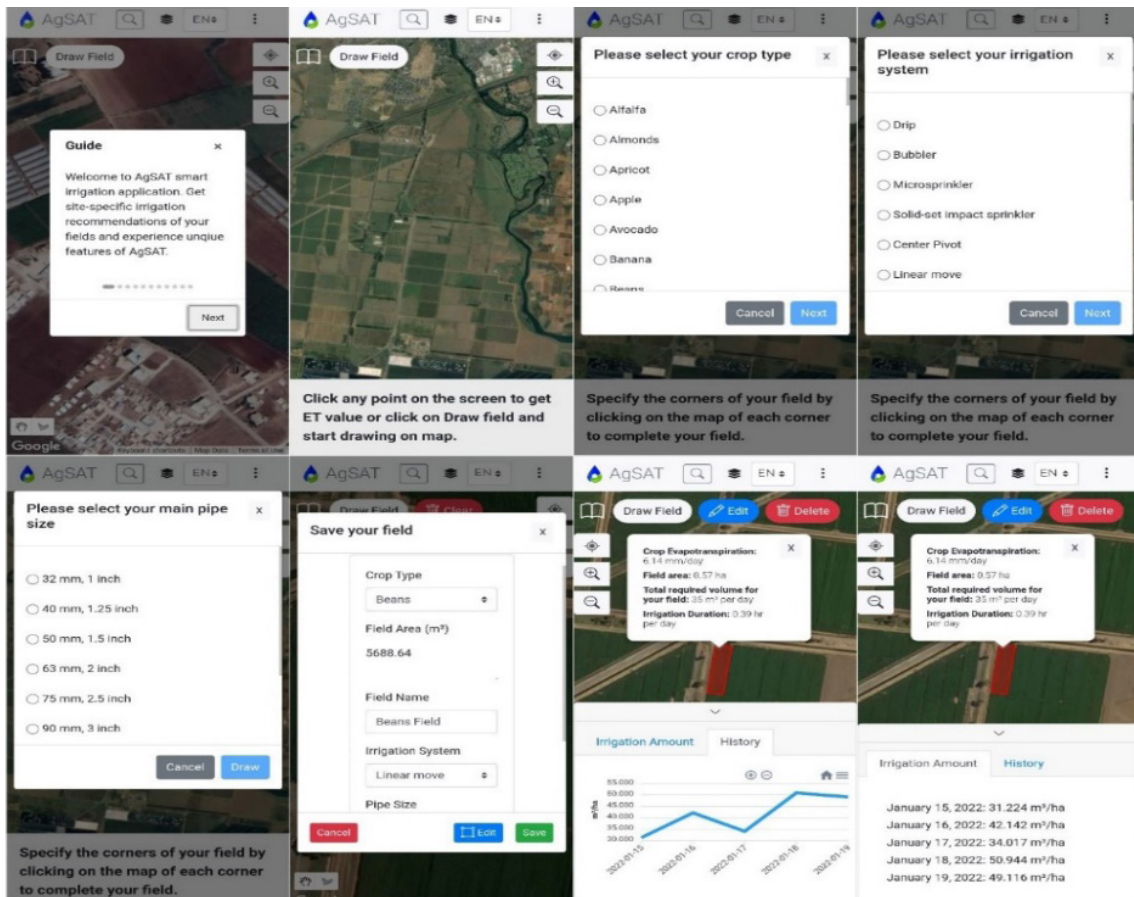 AgSAT EN
Draw Field
Guide x
Welcome to AgSAT smart
irrigation application. Get
site-specific irrigation
recommendations of your
fields and experience unqiue
features of AgSAT.
Next
Google
Keyboard shortcuts Map Data Terms of Use
AgSAT EN
Draw Field
Click any point on the screen to get
ET value or click on Draw field and
start drawing on map.
AgSAT EN
Please select your crop type x
Alfalfa
Almonds
Apricot
Apple
Avocado
Banana
Beans
Cancel Next
Specify the corners of your field by
clicking on the map of each corner
to complete your field.
AgSAT EN
Please select your irrigation x
system
Drip
Bubbler
Microsprinkler
Solid-set impact sprinkler
Center Pivot
Linear move
Cancel Next
Specify the corners of your field by
clicking on the map of each corner
to complete your field.
AgSAT EN
Please select your main pipe x
size
32 mm, 1 inch
40 mm, 1.25 inch
50 mm, 1.5 inch
63 mm, 2 inch
75 mm, 2.5 inch
90 mm, 3 inch
Cancel Draw
Specify the corners of your field by
clicking on the map of each corner
to complete your field.
AgSAT EN
Draw Field Clear
Save your field x
Crop Type
Beans
Field Area (m²)
5688.64
Field Name
Beans Field
Irrigation System
Linear move
Pipe Size
Cancel Edit Save
AgSAT EN
Draw Field Edit Delete
Crop Evapotranspiration: x
6.14 mm/day
Field area: 0.57 ha
Total required volume for
your field: 35 m³ per day
Irrigation Duration: 0.39 hr
per day
Irrigation Amount History
m³/ha
55.000
50.000
45.000
40.000
35.000
30.000
2022-01-15
2022-01-16
2022-01-17
2022-01-18
2022-01-19
AgSAT EN
Draw Field Edit Delete
Crop Evapotranspiration: x
6.14 mm/day
Field area: 0.57 ha
Total required volume for
your field: 35 m³ per day
Irrigation Duration: 0.39 hr
per day
Irrigation Amount History
January 15, 2022: 31.224 m³/ha
January 16, 2022: 42.142 m³/ha
January 17, 2022: 34.017 m³/ha
January 18, 2022: 50.944 m³/ha
January 19, 2022: 49.116 m³/ha